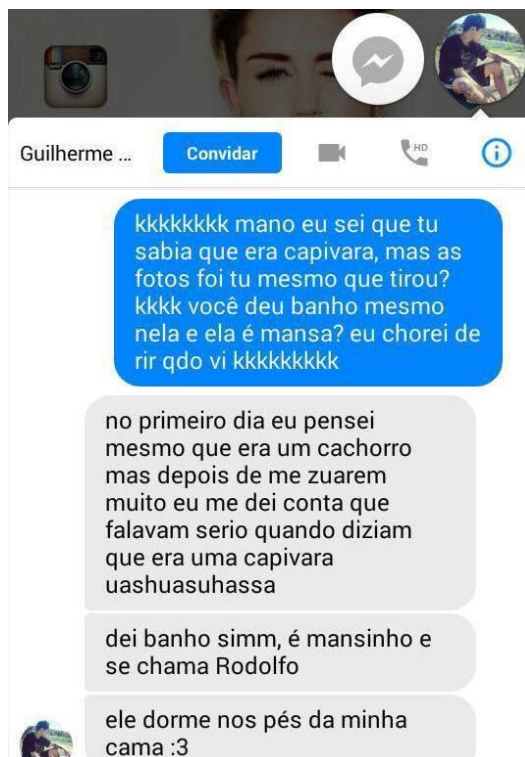 Guilherme ...
Convidar
HD
kkkkkkkk mano eu sei que tu
sabia que era capivara, mas as
fotos foi tu mesmo que tirou?
kkkk você deu banho mesmo
nela e ela é mansa? eu chorei de
rir qdo vi kkkkkkkkk
no primeiro dia eu pensei
mesmo que era um cachorro
mas depois de me zuarem
muito eu me dei conta que
falavam serio quando diziam
que era uma capivara
uashuasuhassa
dei banho simm, é mansinho e
se chama Rodolfo
ele dorme nos pés da minha
cama :3